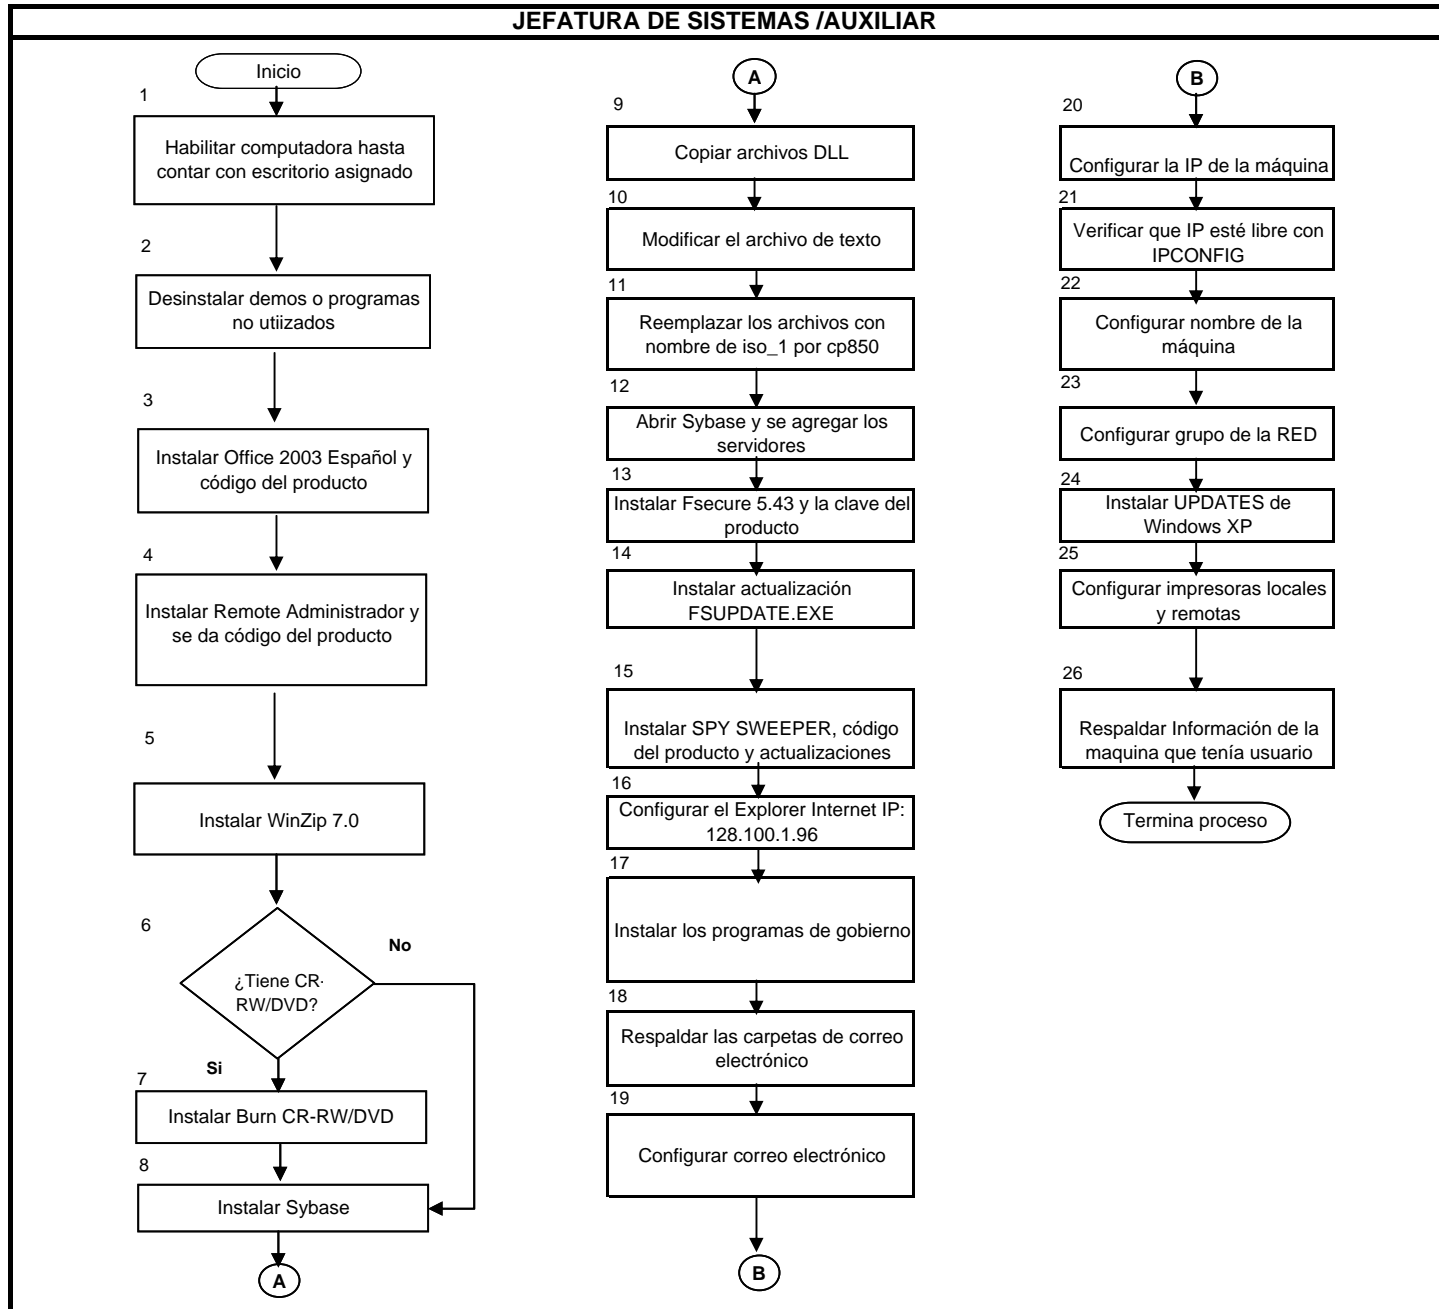 JEFATURA DE SISTEMAS /AUXILIAR
Inicio
1
Habilitar computadora hasta
contar con escritorio asignado
2
Desinstalar demos o programas
no utiizados
3
Instalar Office 2003 Español y
código del producto
4
Instalar Remote Administrador y
se da código del producto
5
Instalar WinZip 7.0
6
¿Tiene CR-
RW/DVD?
No
Si
7
Instalar Burn CR-RW/DVD
8
Instalar Sybase
A
A
9
Copiar archivos DLL
10
Modificar el archivo de texto
11
Reemplazar los archivos con
nombre de iso_1 por cp850
12
Abrir Sybase y se agregar los
servidores
13
Instalar Fsecure 5.43 y la clave del
producto
14
Instalar actualización
FSUPDATE.EXE
15
Instalar SPY SWEEPER, código
del producto y actualizaciones
16
Configurar el Explorer Internet IP:
128.100.1.96
17
Instalar los programas de gobierno
18
Respaldar las carpetas de correo
electrónico
19
Configurar correo electrónico
B
B
20
Configurar la IP de la máquina
21
Verificar que IP esté libre con
IPCONFIG
22
Configurar nombre de la
máquina
23
Configurar grupo de la RED
24
Instalar UPDATES de
Windows XP
25
Configurar impresoras locales
y remotas
26
Respaldar Información de la
maquina que tenía usuario
Termina proceso